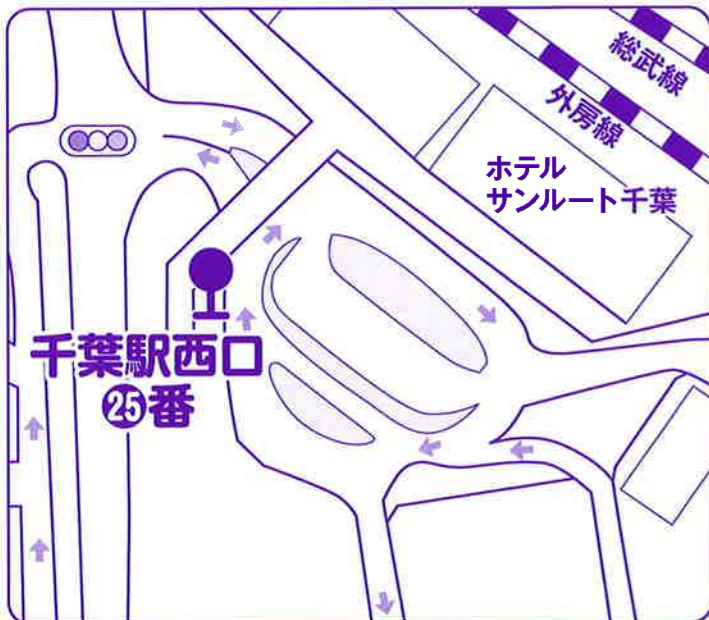 総武線
外房線
ホテル
サンルート千葉
千葉駅西口
㉕番